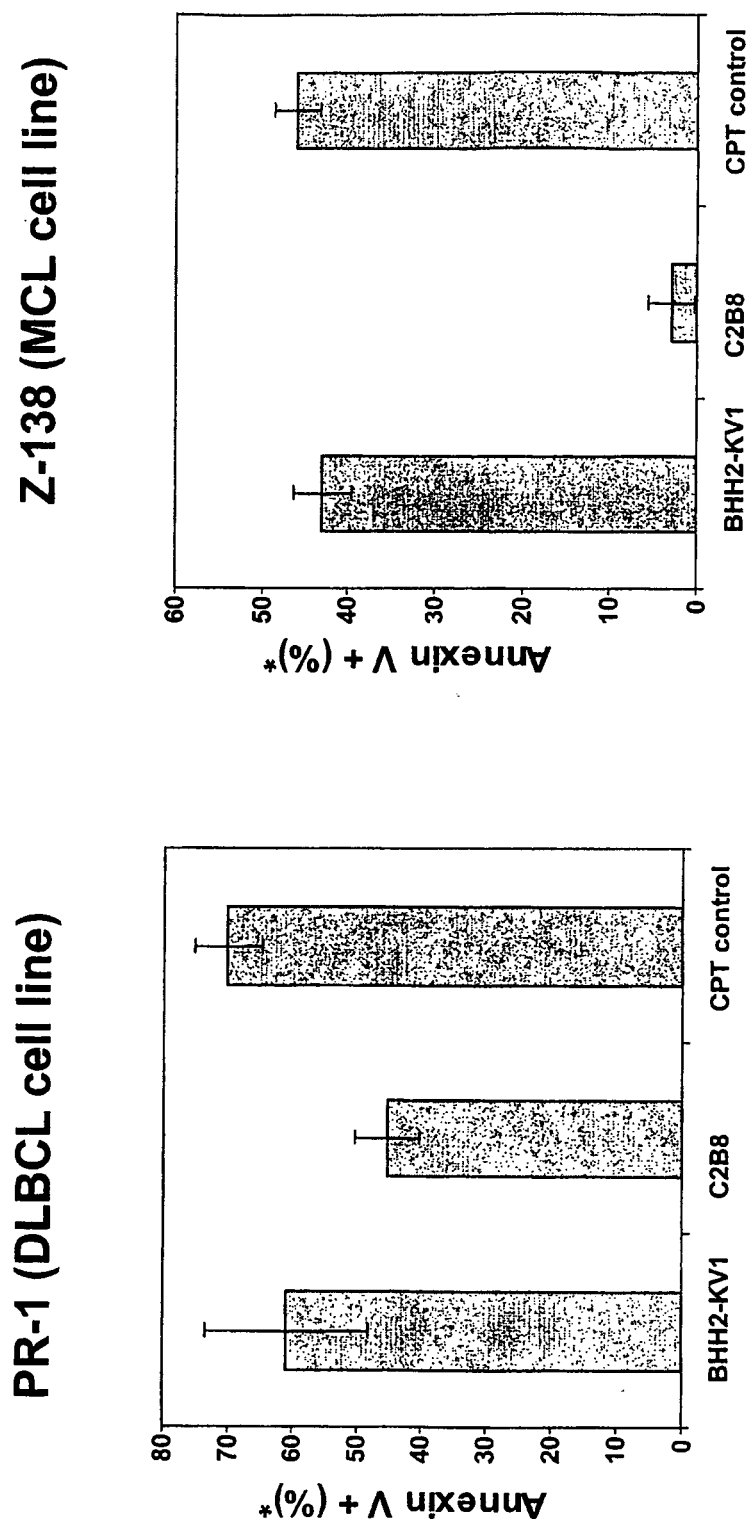 PR-1 (DLBCL cell line)
Annexin V + (%)*
80
70
60
50
40
30
20
10
0
BHH2-KV1
C2B8
CPT control
Z-138 (MCL cell line)
Annexin V + (%)*
60
50
40
30
20
10
0
BHH2-KV1
C2B8
CPT control